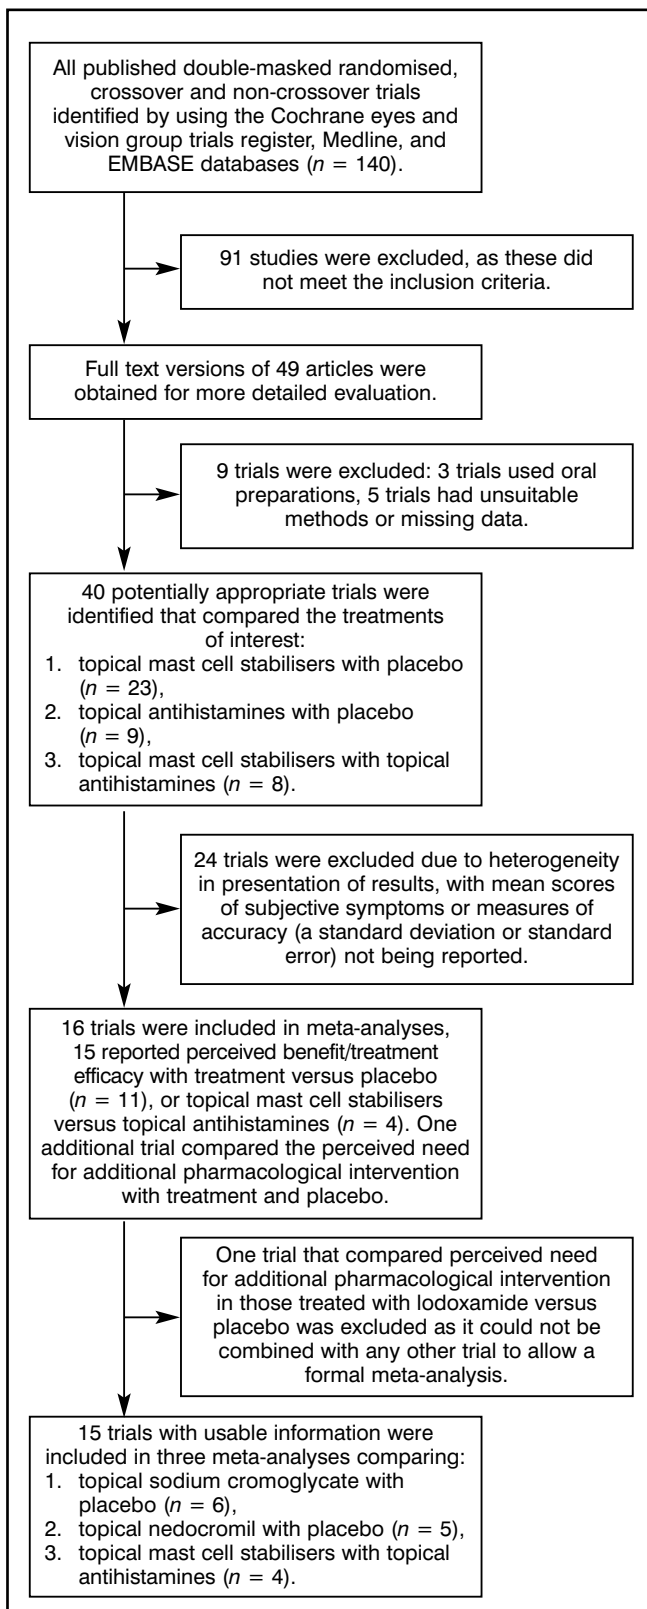 All published double-masked randomised,
crossover and non-crossover trials
identified by using the Cochrane eyes and
vision group trials register, Medline, and
EMBASE databases (n = 140).
91 studies were excluded, as these did
not meet the inclusion criteria.
Full text versions of 49 articles were
obtained for more detailed evaluation.
9 trials were excluded: 3 trials used oral
preparations, 5 trials had unsuitable
methods or missing data.
40 potentially appropriate trials were
identified that compared the treatments
of interest:
1. topical mast cell stabilisers with placebo
(n = 23),
2. topical antihistamines with placebo
(n = 9),
3. topical mast cell stabilisers with topical
antihistamines (n = 8).
24 trials were excluded due to heterogeneity
in presentation of results, with mean scores
of subjective symptoms or measures of
accuracy (a standard deviation or standard
error) not being reported.
16 trials were included in meta-analyses,
15 reported perceived benefit/treatment
efficacy with treatment versus placebo
(n = 11), or topical mast cell stabilisers
versus topical antihistamines (n = 4). One
additional trial compared the perceived need
for additional pharmacological intervention
with treatment and placebo.
One trial that compared perceived need
for additional pharmacological intervention
in those treated with lodoxamide versus
placebo was excluded as it could not be
combined with any other trial to allow a
formal meta-analysis.
15 trials with usable information were
included in three meta-analyses comparing:
1. topical sodium cromoglycate with
placebo (n = 6),
2. topical nedocromil with placebo (n = 5),
3. topical mast cell stabilisers with topical
antihistamines (n = 4).